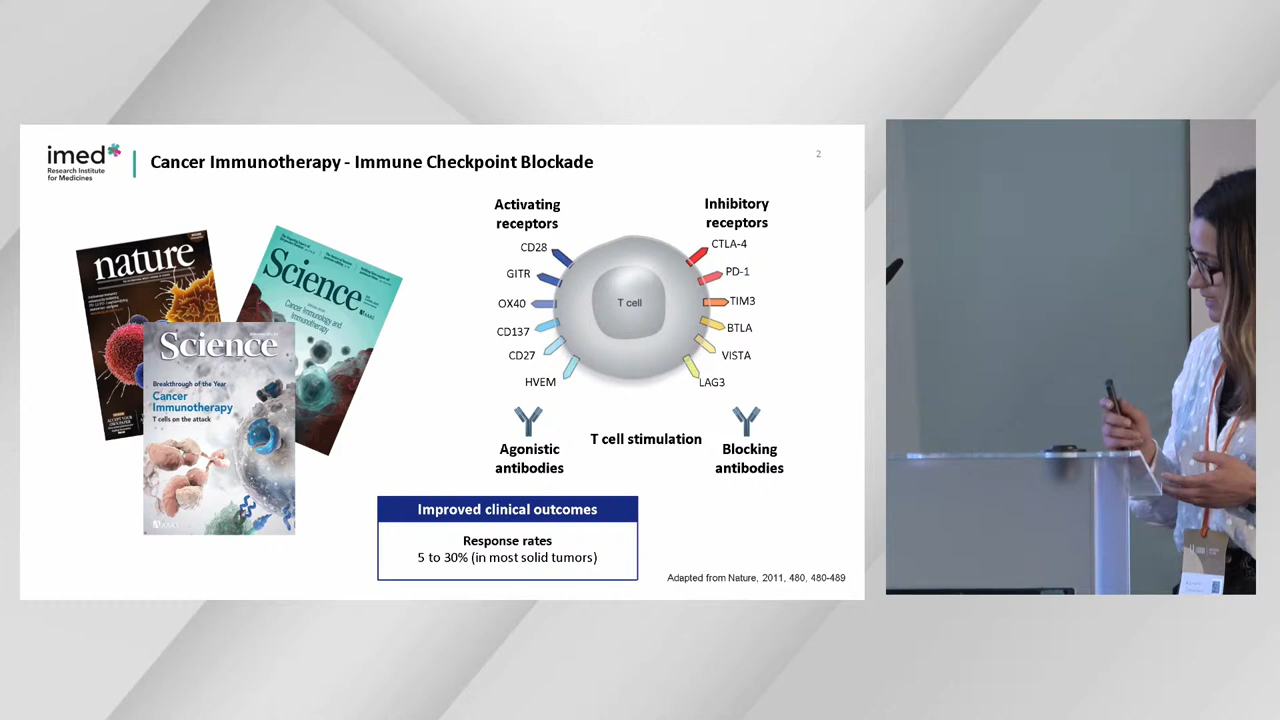 imed
Research Institute
for Medicines
Cancer Immunotherapy - Immune Checkpoint Blockade
2
nature
Science
Cancer Immunology and
Immunotherapy
Science
Breakthrough of the Year
Cancer
Immunotherapy
T cells on the attack
AAAS
Activating
receptors
Inhibitory
receptors
CD28
GITR
OX40
CD137
CD27
HVEM
T cell
CTLA-4
PD-1
TIM3
BTLA
VISTA
LAG3
Agonistic
antibodies
T cell stimulation
Blocking
antibodies
Improved clinical outcomes
Response rates
5 to 30% (in most solid tumors)
Adapted from Nature, 2011, 480, 480-489